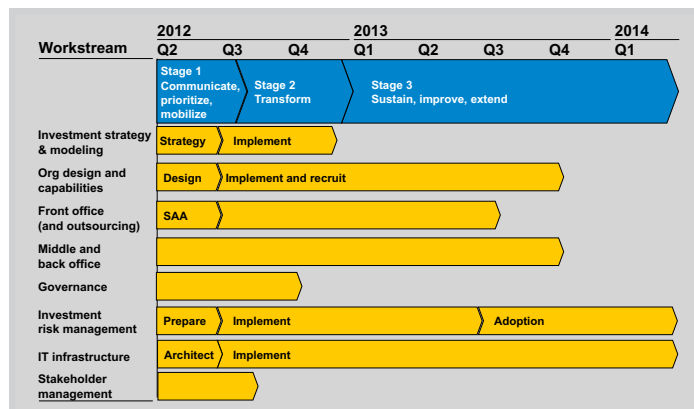 2012 2013 2014
Workstream Q2 Q3 Q4 Q1 Q2 Q3 Q4 Q1
Stage 1
Communicate,
prioritize,
mobilize
Stage 2
Transform
Stage 3
Sustain, improve, extend
Investment strategy
& modeling
Strategy Implement
Org design and
capabilities
Design Implement and recruit
Front office
(and outsourcing)
SAA
Middle and
back office
Governance
Investment
risk management
Prepare Implement Adoption
IT infrastructure Architect Implement
Stakeholder
management